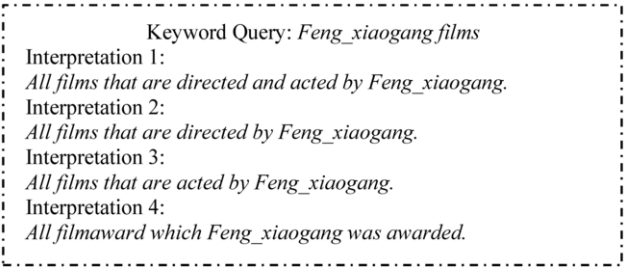 Keyword Query: Feng_xiaogang films
Interpretation 1:
All films that are directed and acted by Feng_xiaogang.
Interpretation 2:
All films that are directed by Feng_xiaogang.
Interpretation 3:
All films that are acted by Feng_xiaogang.
Interpretation 4:
All filmaward which Feng_xiaogang was awarded.